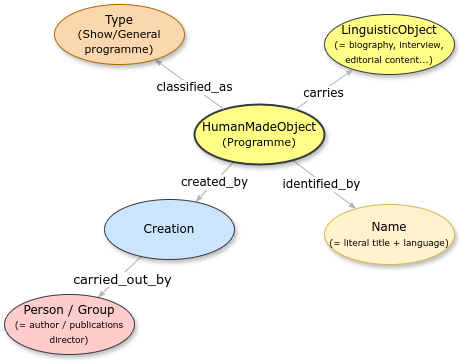 Type
(Show/General
programme)
LinguisticObject
(= biography, interview,
editorial content...)
classified_as
carries
HumanMadeObject
(Programme)
created_by
identified_by
Creation
Name
(= literal title + language)
carried_out_by
Person / Group
(= author / publications
director)